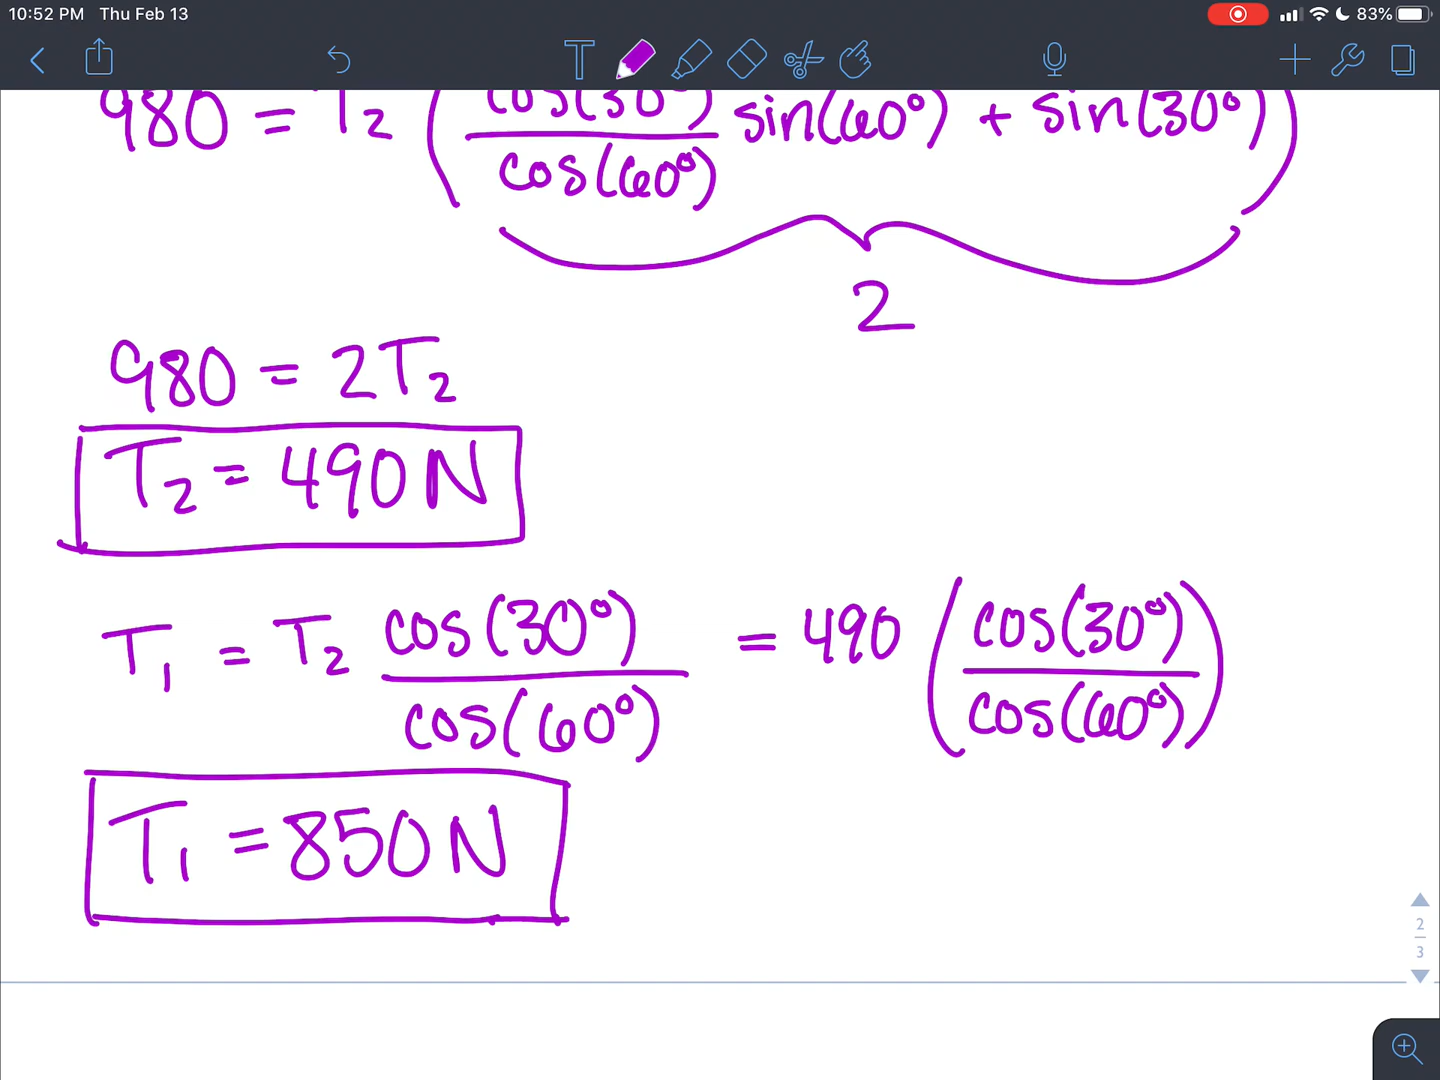 10:52 PM Thu Feb 13 83%
980 = T₂ ( cos(30°) / cos(60°) sin(60°) + sin(30°) )
2
980 = 2T₂
T₂ = 490 N
T₁ = T₂ cos(30°) / cos(60°) = 490 ( cos(30°) / cos(60°) )
T₁ = 850 N
2
3